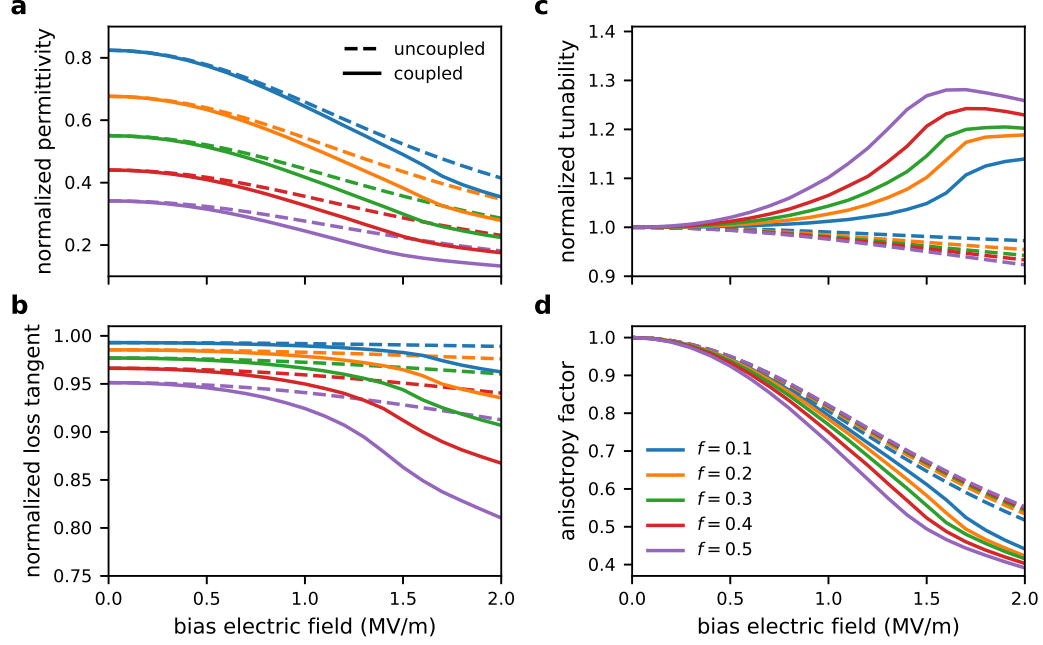 a
normalized permittivity
0.8
0.6
0.4
0.2
uncoupled
coupled
c
normalized tunability
1.4
1.3
1.2
1.1
1.0
0.9
b
normalized loss tangent
1.00
0.95
0.90
0.85
0.80
0.75
0.0
0.5
1.0
1.5
2.0
bias electric field (MV/m)
d
anisotropy factor
1.0
0.9
0.8
0.7
0.6
0.5
0.4
f = 0.1
f = 0.2
f = 0.3
f = 0.4
f = 0.5
0.0
0.5
1.0
1.5
2.0
bias electric field (MV/m)